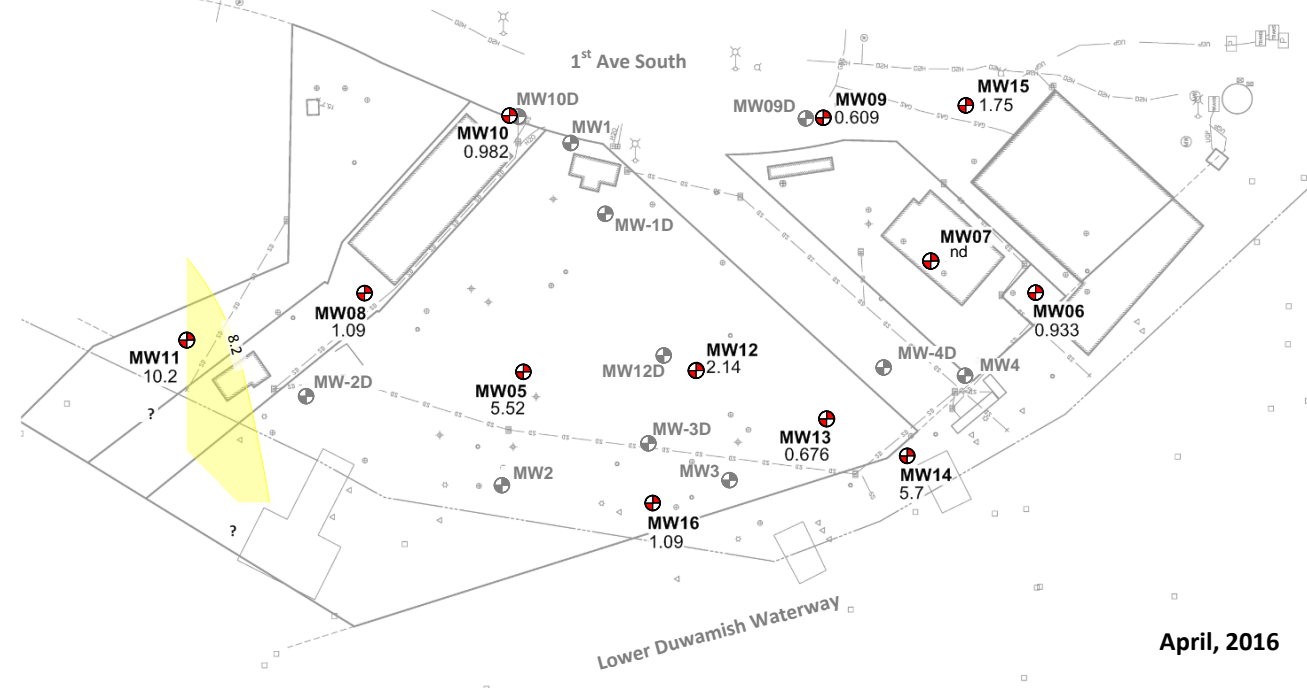 1st Ave South
MW10D
MW10
0.982
MW1
MW-1D
MW09D
MW09
0.609
MW15
1.75
MW07
nd
MW06
0.933
MW08
1.09
MW11
10.2
8.2
MW-2D
MW05
5.52
MW12D
MW12
2.14
MW-4D
MW4
MW-3D
MW13
0.676
MW2
MW3
MW14
5.7
MW16
1.09
?
?
Lower Duwamish Waterway
April, 2016